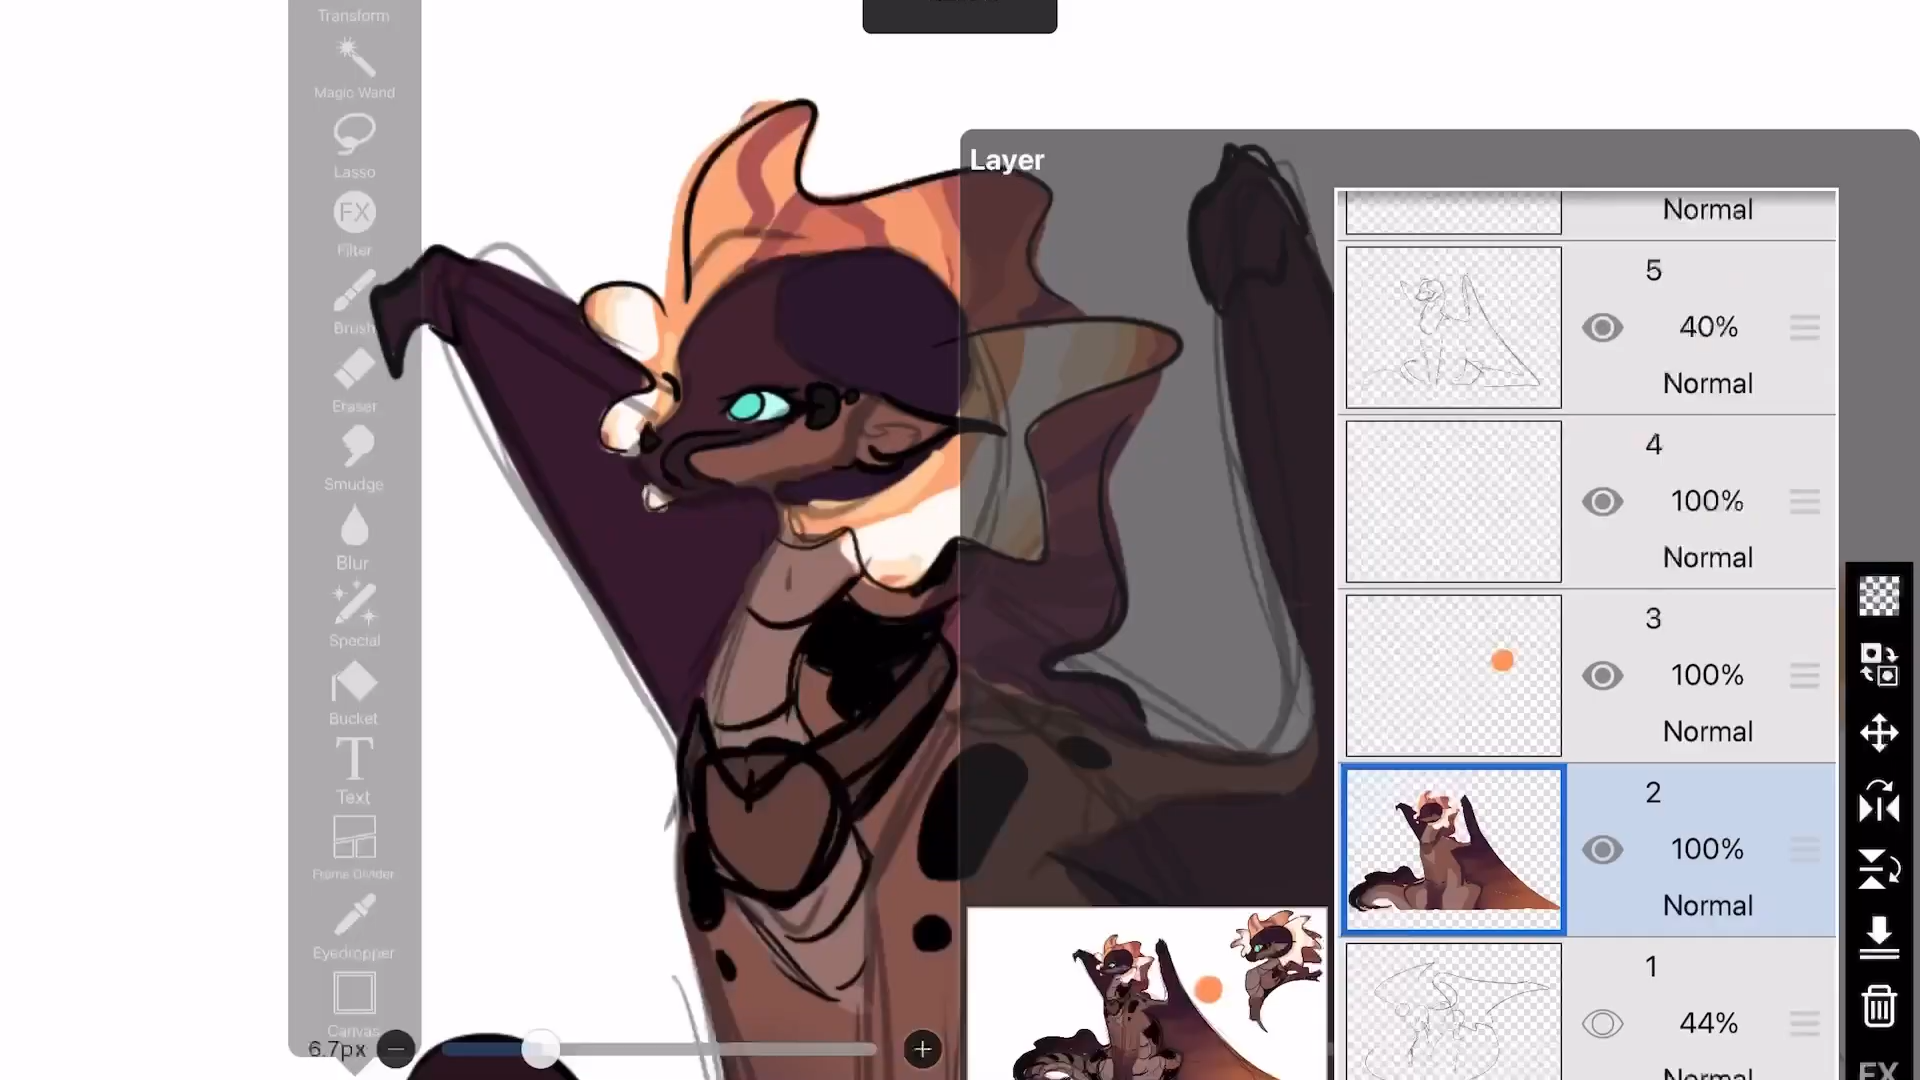 Transform
Magic Wand
Lasso
FX
Filter
Brush
Eraser
Smudge
Blur
Special
Bucket
T
Text
Frame Divider
Eyedropper
Canvas
6.7px
Layer
Normal
5
40%
Normal
4
100%
Normal
3
100%
Normal
2
100%
Normal
1
44%
Normal
FX